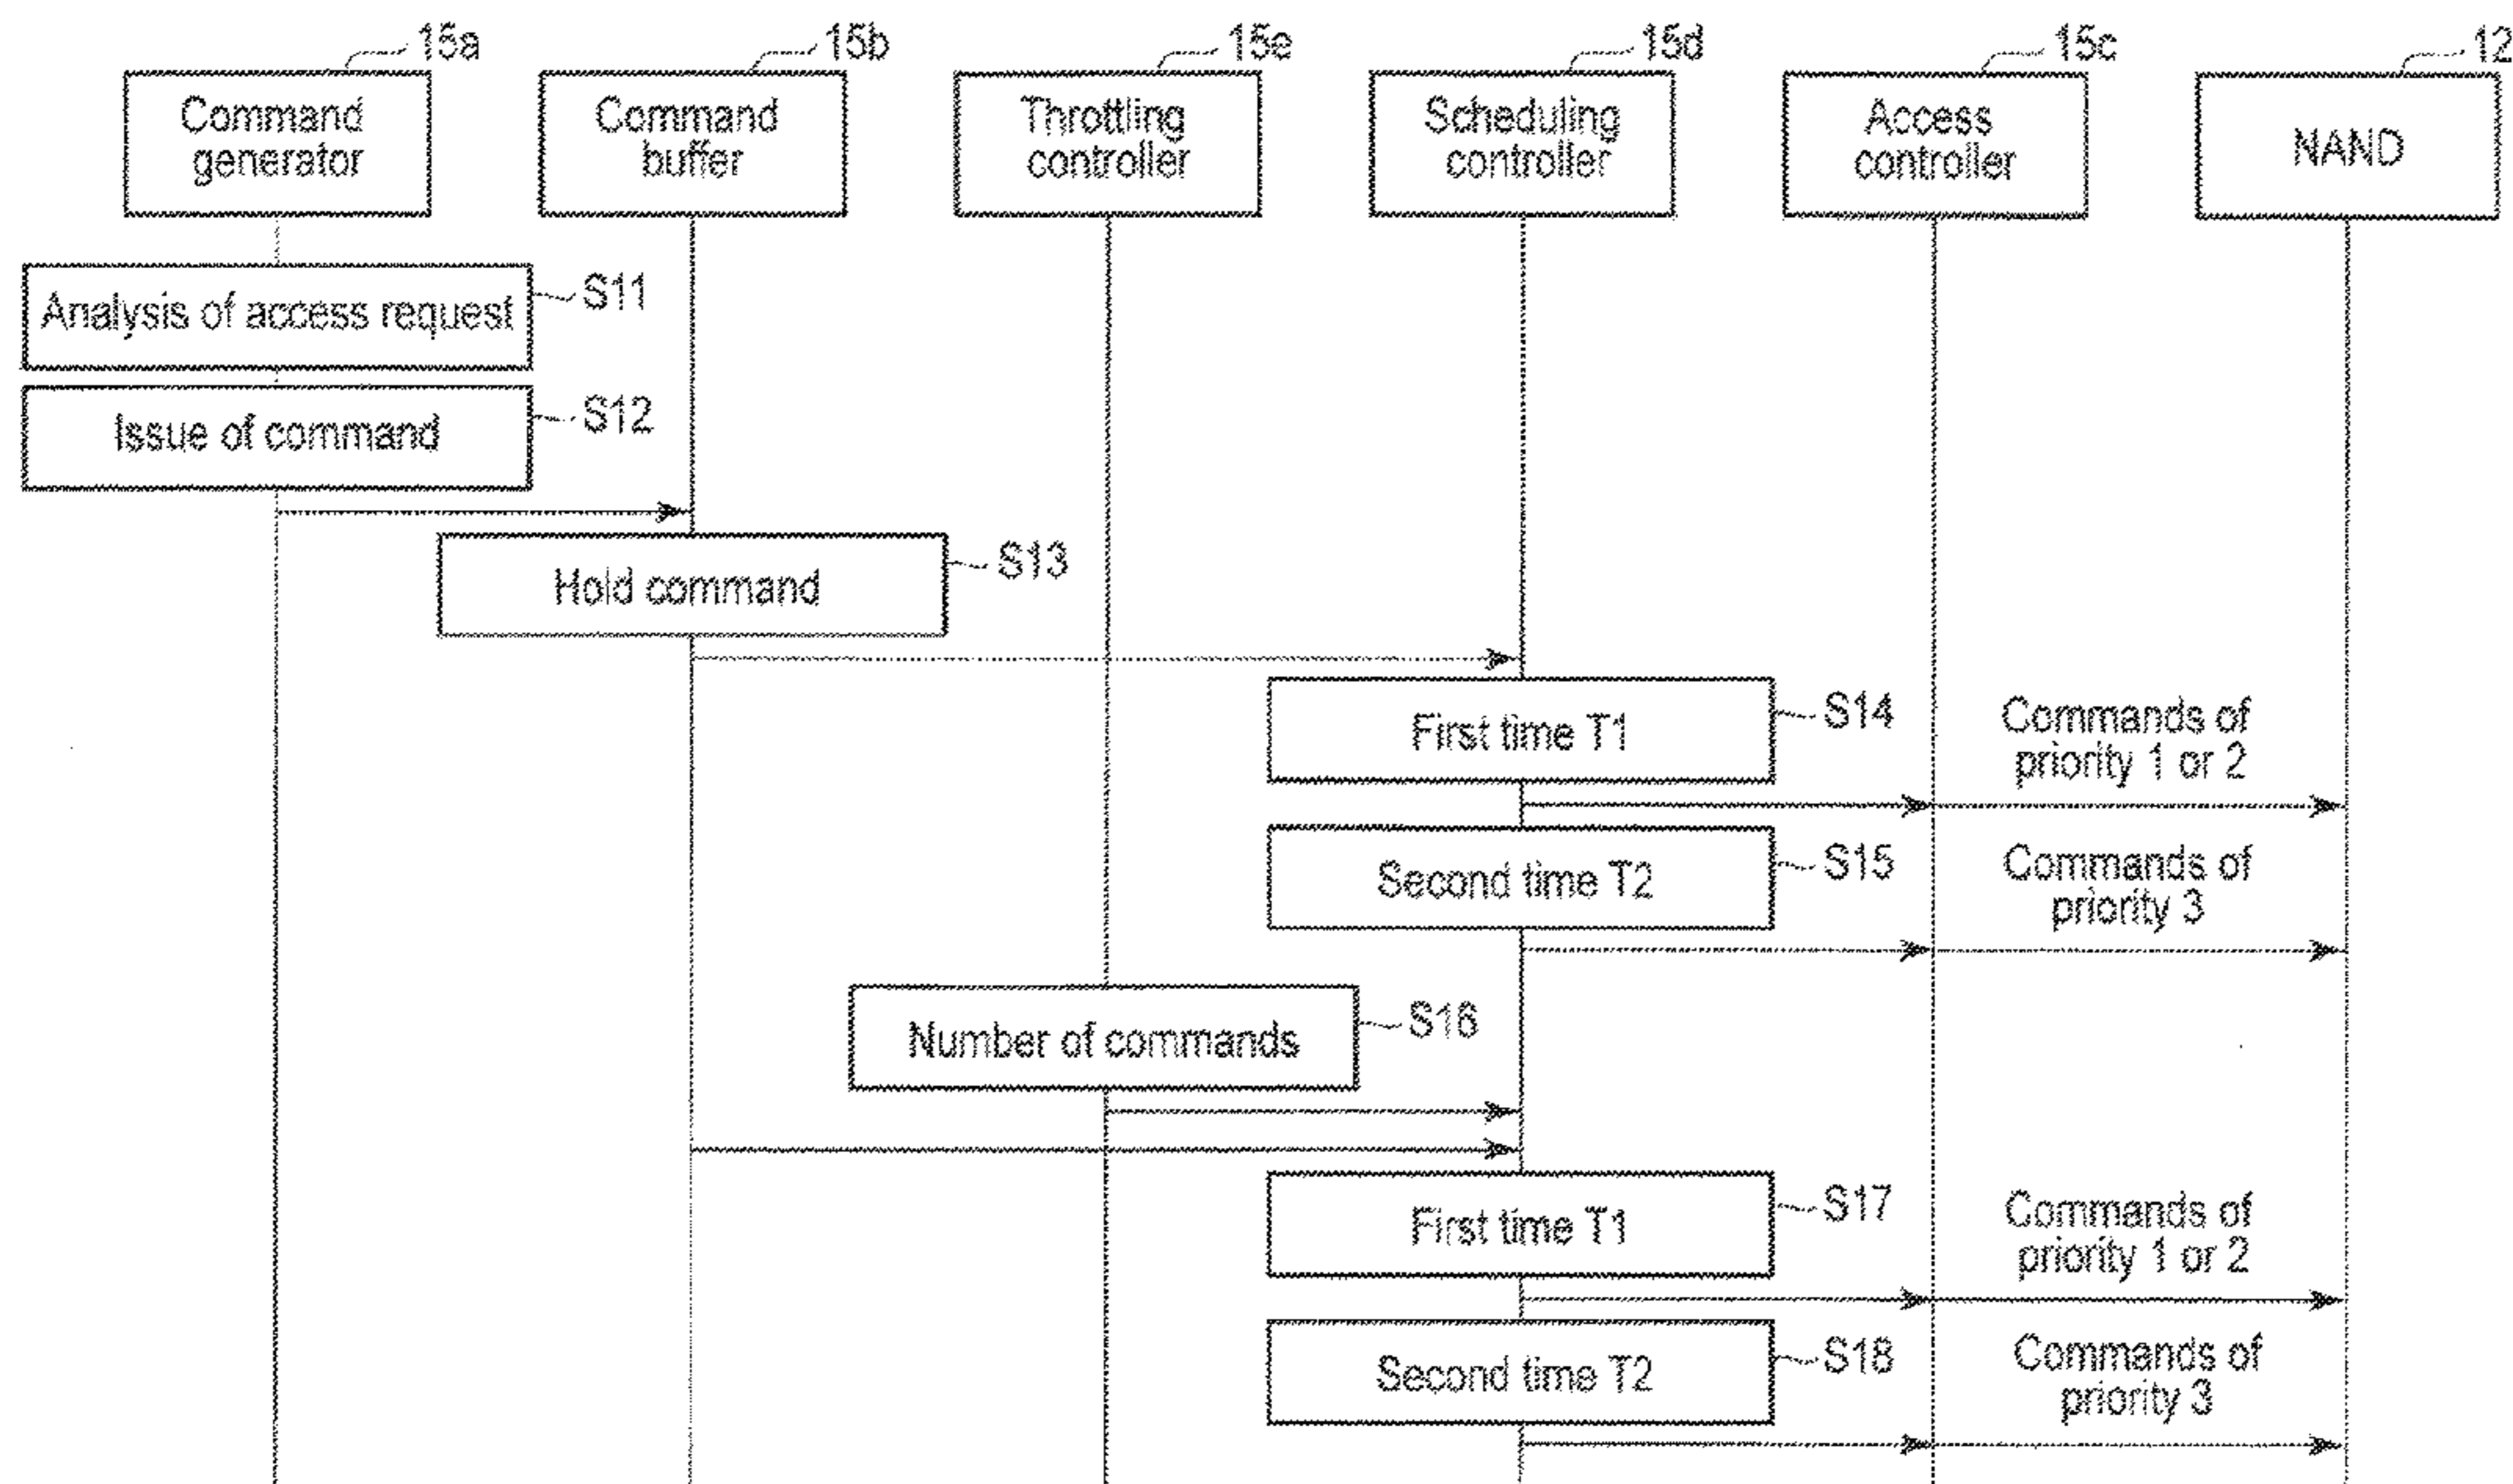 15a
15b
15e
15d
15c
12
Command
generator
Command
buffer
Throttling
controller
Scheduling
controller
Access
controller
NAND
Analysis of access request
S11
Issue of command
S12
Hold command
S13
First time T1
S14
Commands of
priority 1 or 2
Second time T2
S15
Commands of
priority 3
Number of commands
S16
First time T1
S17
Commands of
priority 1 or 2
Second time T2
S18
Commands of
priority 3